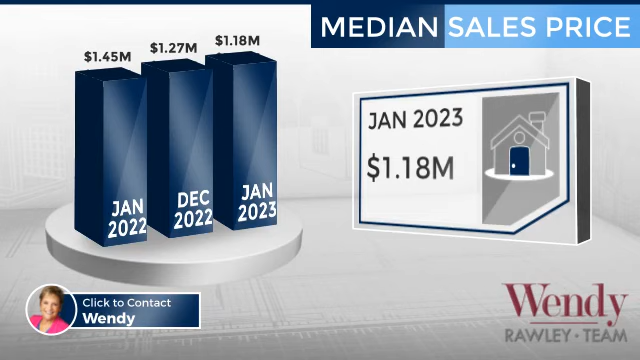 MEDIAN SALES PRICE
$1.45M
$1.27M
$1.18M
JAN
2022
DEC
2022
JAN
2023
JAN 2023
$1.18M
Click to Contact
Wendy
Wendy
RAWLEY · TEAM